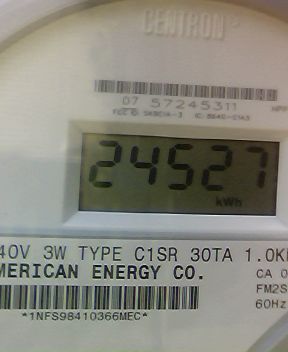 CENTRON
07 57245311
24527
kWh
40V 3W TYPE C1SR 30TA 1.0K
MERICAN ENERGY CO.
CA 0
FM2S
60Hz
*1NFS98410366MEC*